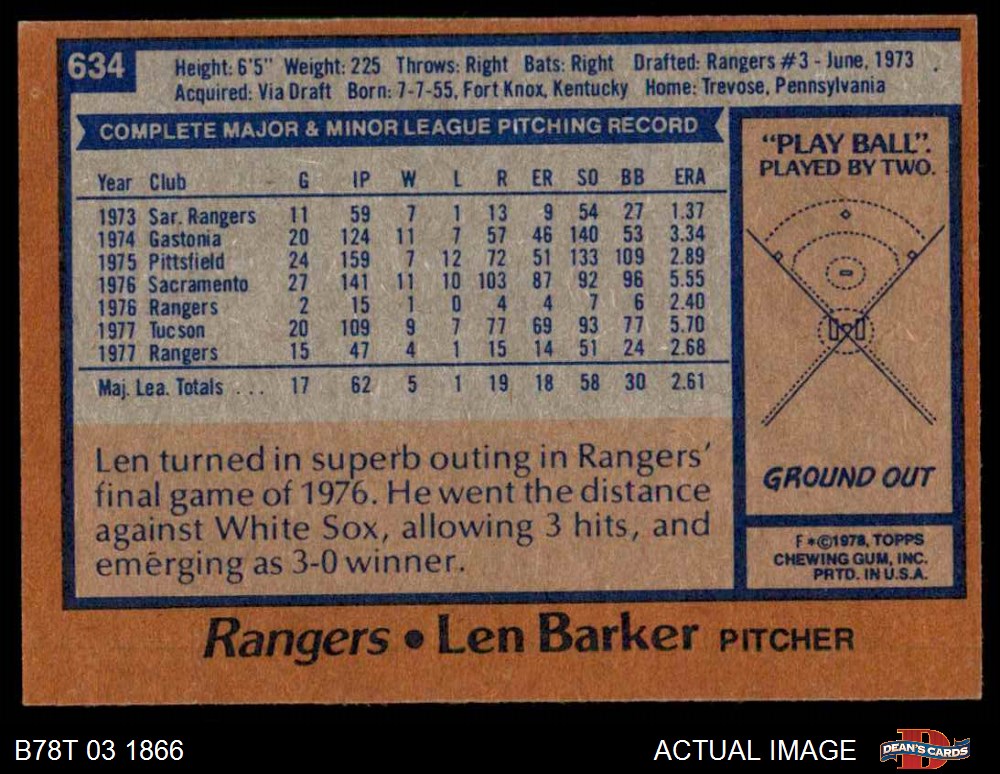 634
Height: 6'5" Weight: 225 Throws: Right Bats: Right Drafted: Rangers #3 - June, 1973
Acquired: Via Draft Born: 7-7-55, Fort Knox, Kentucky Home: Trevose, Pennsylvania
COMPLETE MAJOR & MINOR LEAGUE PITCHING RECORD
Year Club G IP W L R ER SO BB ERA
1973 Sar. Rangers 11 59 7 1 13 9 54 27 1.37
1974 Gastonia 20 124 11 7 57 46 140 53 3.34
1975 Pittsfield 24 159 7 12 72 51 133 109 2.89
1976 Sacramento 27 141 11 10 103 87 92 96 5.55
1976 Rangers 2 15 1 0 4 4 7 6 2.40
1977 Tucson 20 109 9 7 77 69 93 77 5.70
1977 Rangers 15 47 4 1 15 14 51 24 2.68
Maj. Lea. Totals ... 17 62 5 1 19 18 58 30 2.61
Len turned in superb outing in Rangers'
final game of 1976. He went the distance
against White Sox, allowing 3 hits, and
emerging as 3-0 winner.
"PLAY BALL".
PLAYED BY TWO.
GROUND OUT
F *©1978, TOPPS
CHEWING GUM, INC.
PRTD. IN U.S.A.
Rangers • Len Barker PITCHER
B78T 03 1866
ACTUAL IMAGE
DEAN'S CARDS